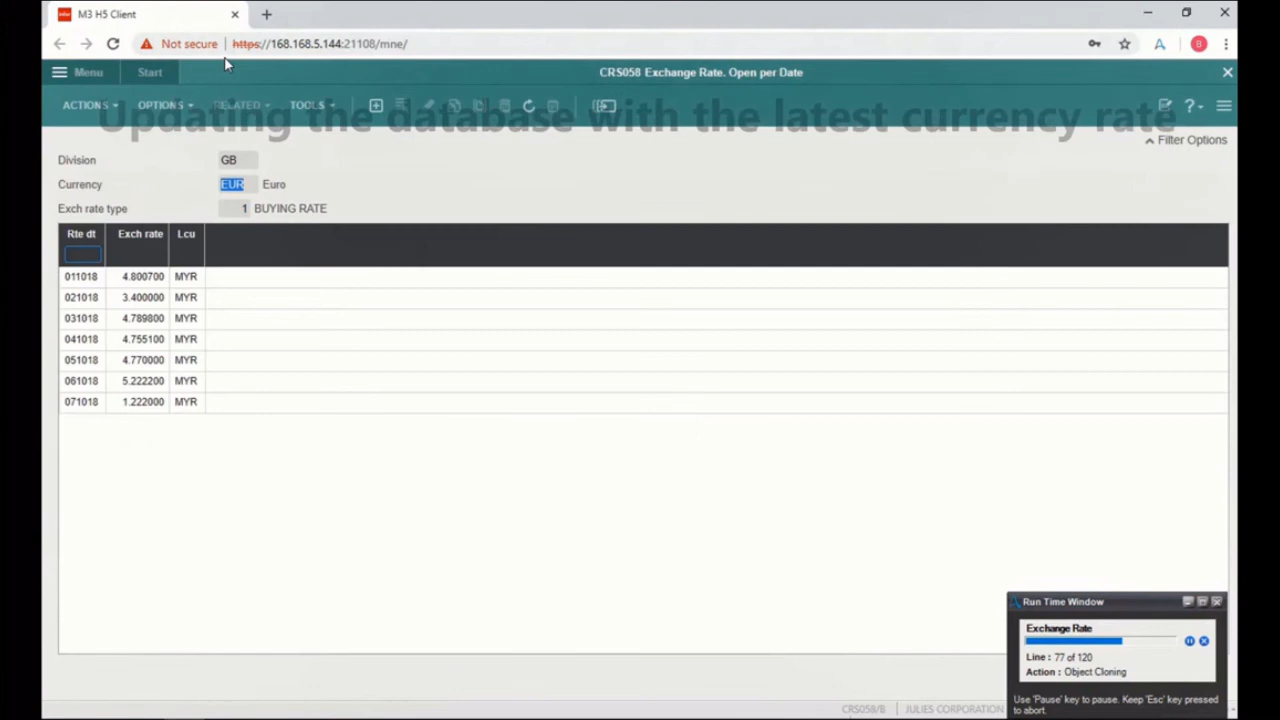 M3 H5 Client
Not secure
https://168.168.5.144:21108/mne/
B
Menu
Start
CRS058 Exchange Rate. Open per Date
ACTIONS
OPTIONS
RELATED
TOOLS
Updating the database with the latest currency rate
Filter Options
Division GB
Currency EUR Euro
Exch rate type 1 BUYING RATE
Rte dt Exch rate Lcu
011018 4.800700 MYR
021018 3.400000 MYR
031018 4.789800 MYR
041018 4.755100 MYR
051018 4.770000 MYR
061018 5.222200 MYR
071018 1.222000 MYR
Run Time Window
Exchange Rate
Line : 77 of 120
Action : Object Cloning
Use 'Pause' key to pause. Keep 'Esc' key pressed
to abort.
CRS058/B JULIES CORPORATION